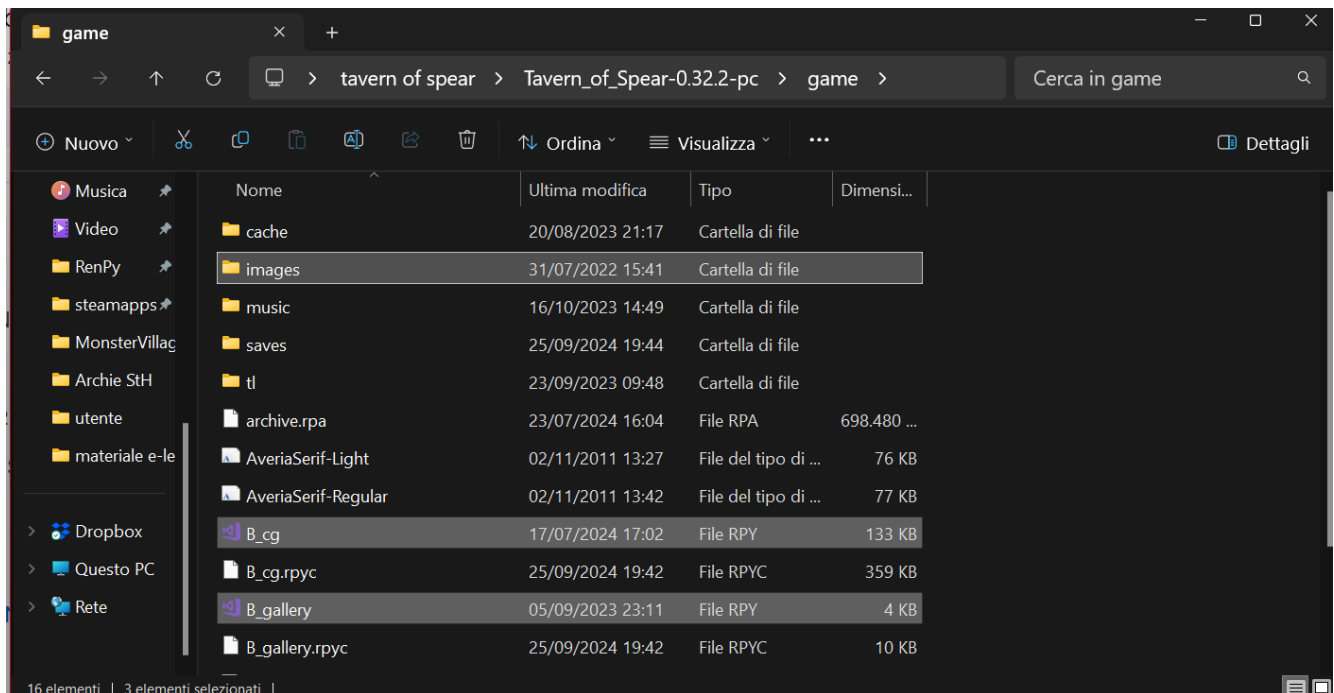 game
tavern of spear > Tavern_of_Spear-0.32.2-pc > game >
Cerca in game
Nuovo
Ordina
Visualizza
Dettagli
Musica
Video
RenPy
steamapps
MonsterVillag
Archie StH
utente
materiale e-le
Dropbox
Questo PC
Rete
Nome Ultima modifica Tipo Dimensi...
cache 20/08/2023 21:17 Cartella di file
images 31/07/2022 15:41 Cartella di file
music 16/10/2023 14:49 Cartella di file
saves 25/09/2024 19:44 Cartella di file
tl 23/09/2023 09:48 Cartella di file
archive.rpa 23/07/2024 16:04 File RPA 698.480 ...
AveriaSerif-Light 02/11/2011 13:27 File del tipo di ... 76 KB
AveriaSerif-Regular 02/11/2011 13:42 File del tipo di ... 77 KB
B_cg 17/07/2024 17:02 File RPY 133 KB
B_cg.rpyc 25/09/2024 19:42 File RPYC 359 KB
B_gallery 05/09/2023 23:11 File RPY 4 KB
B_gallery.rpyc 25/09/2024 19:42 File RPYC 10 KB
16 elementi | 3 elementi selezionati |